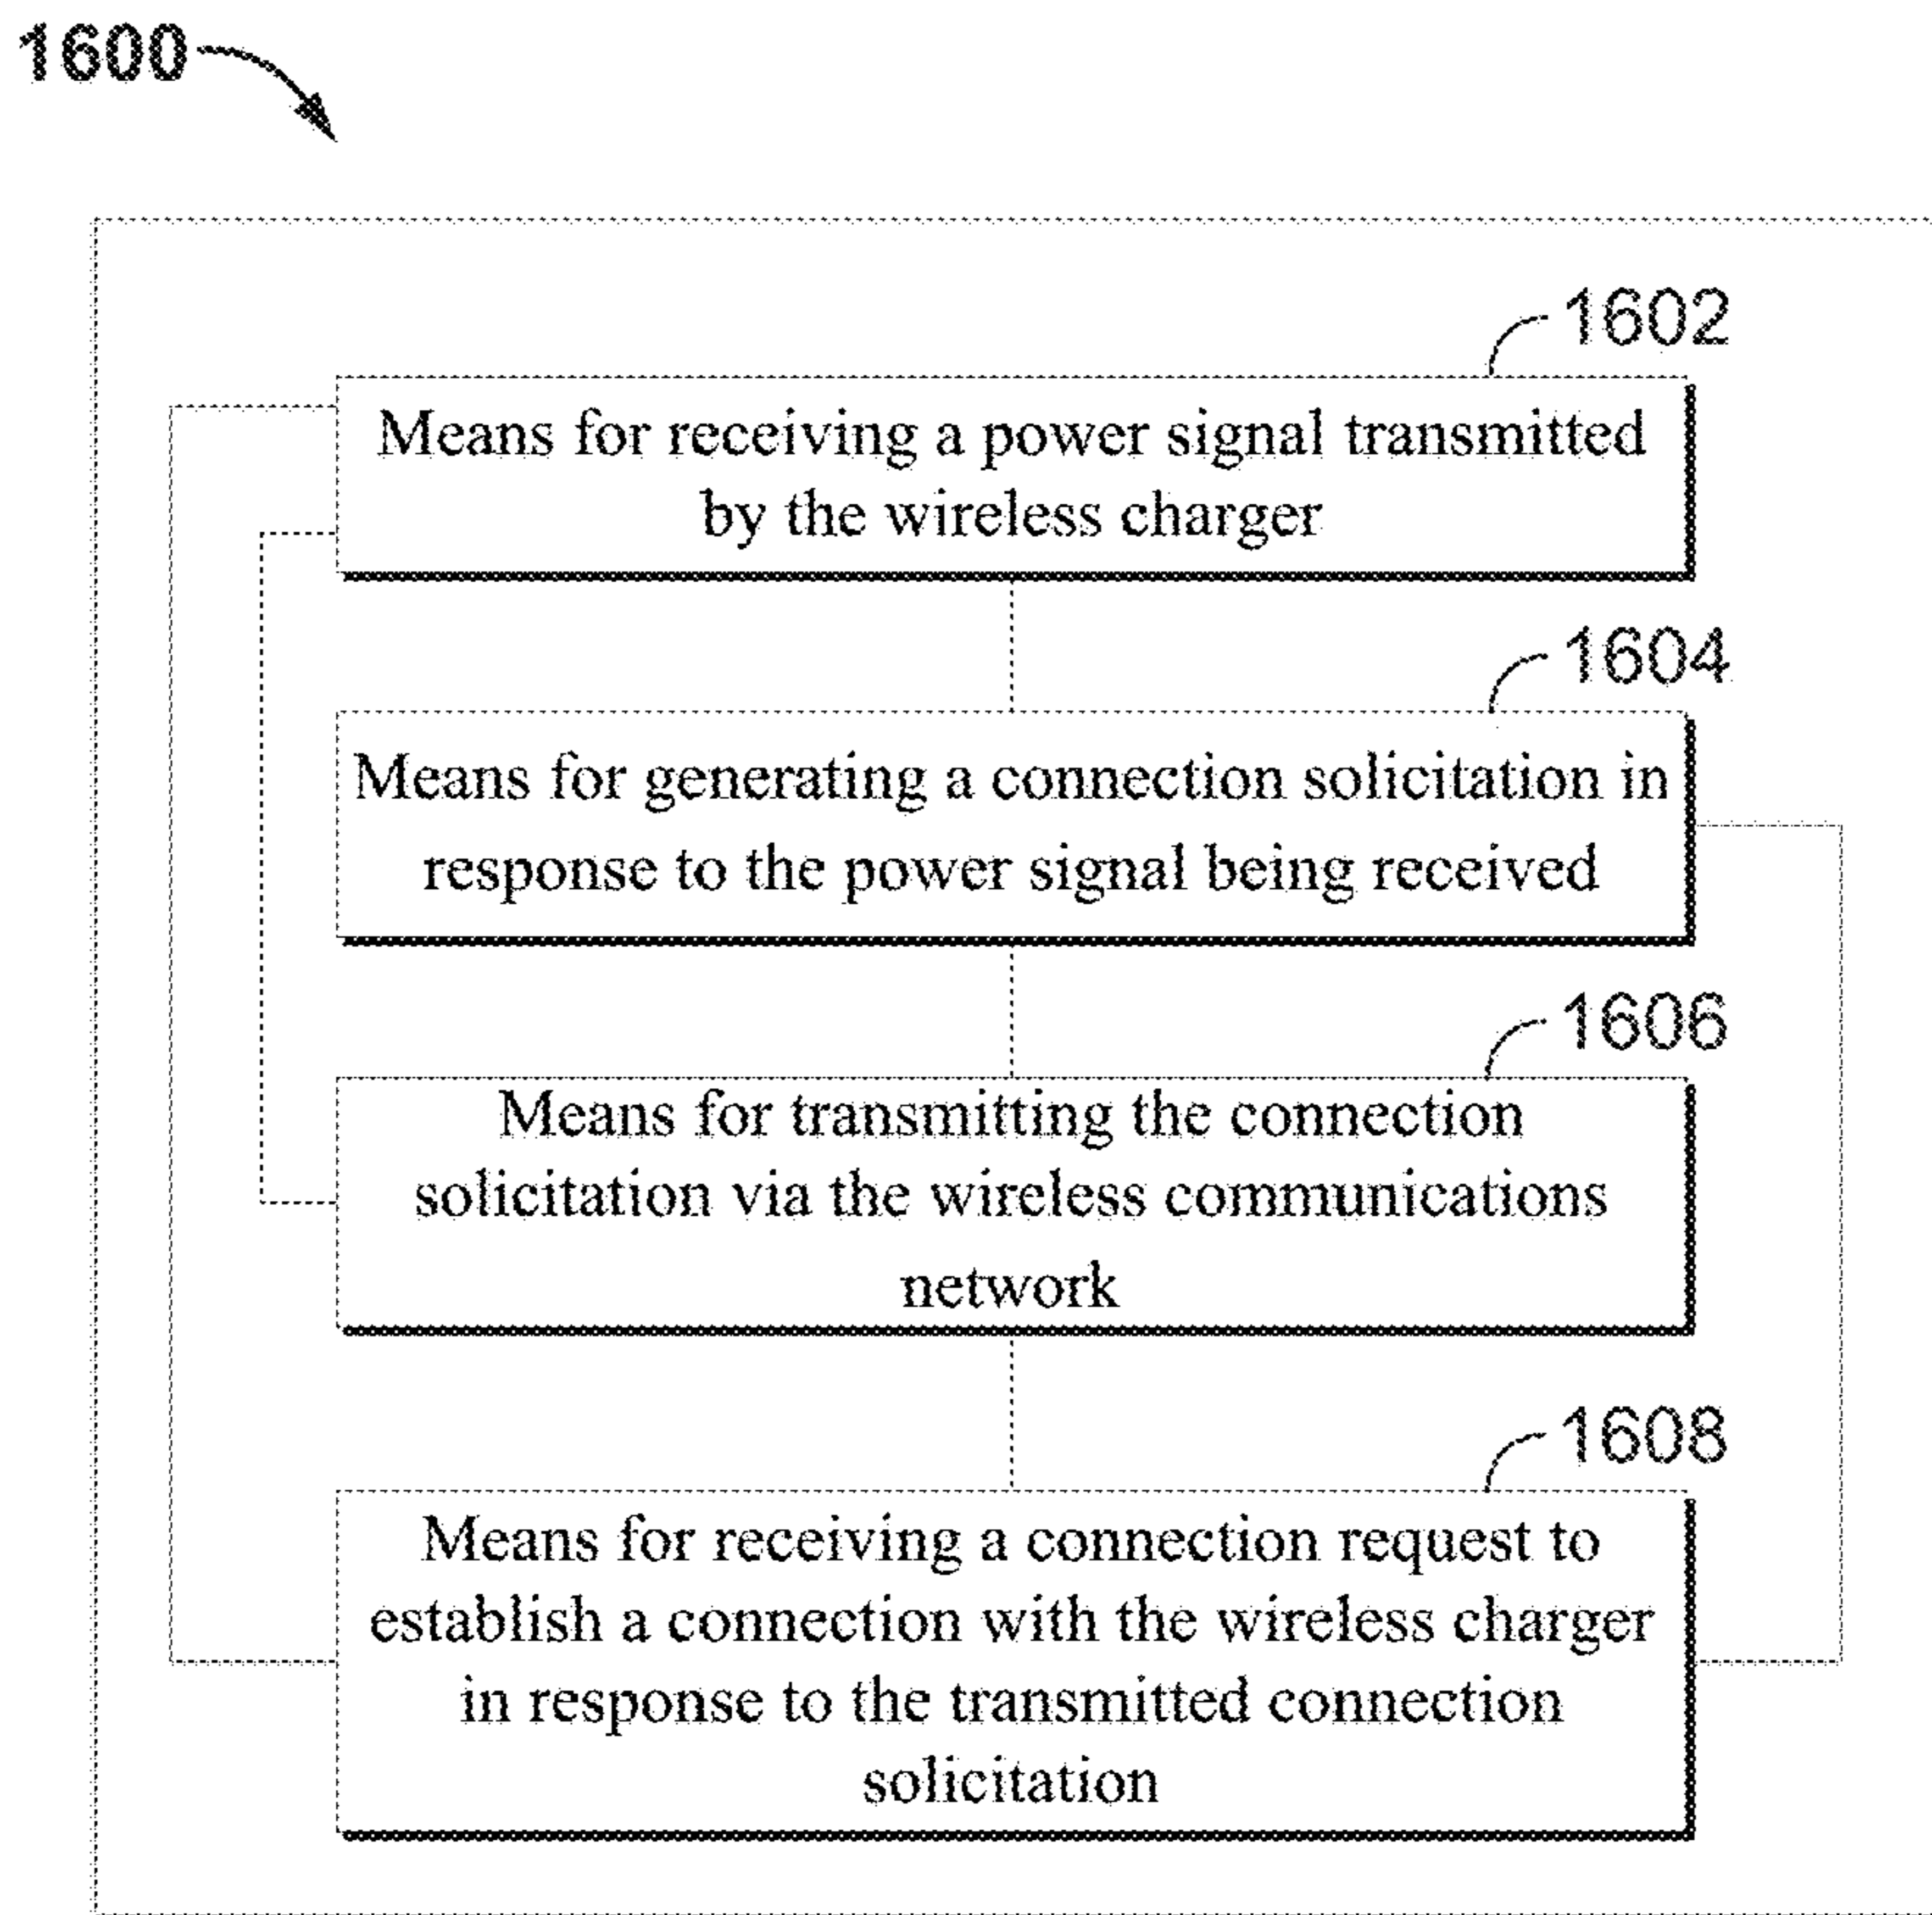 1600
1602
Means for receiving a power signal transmitted
by the wireless charger
1604
Means for generating a connection solicitation in
response to the power signal being received
1606
Means for transmitting the connection
solicitation via the wireless communications
network
1608
Means for receiving a connection request to
establish a connection with the wireless charger
in response to the transmitted connection
solicitation